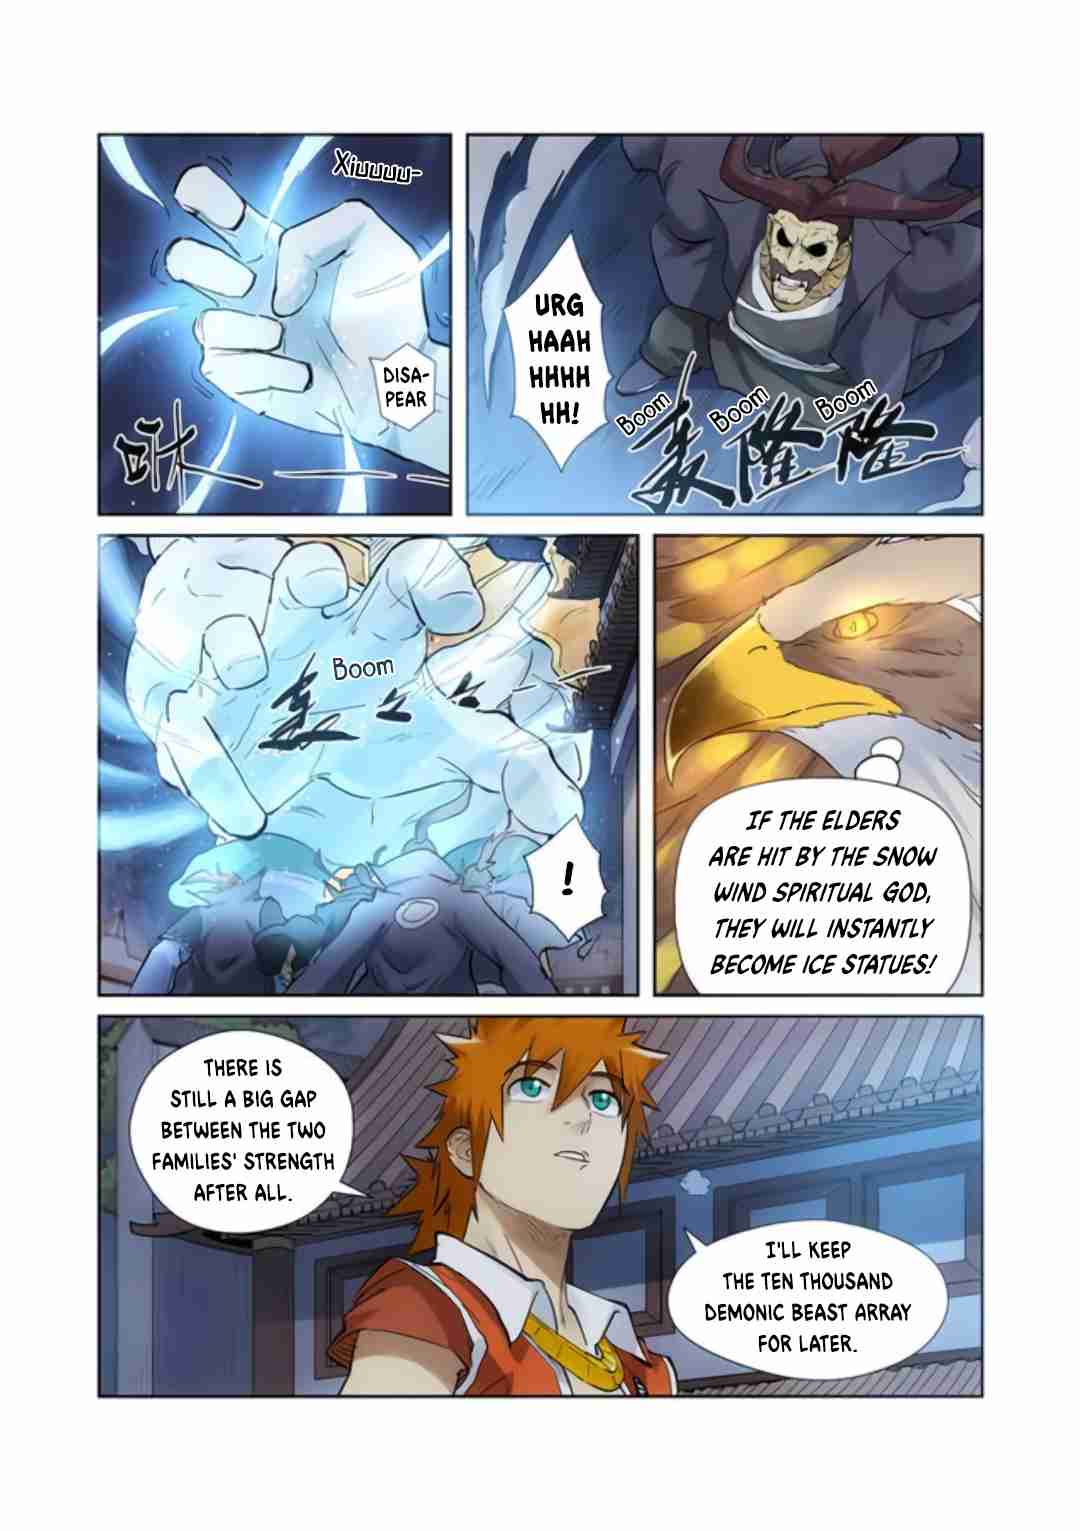 Xiuuuu-
DISA-
PEAR
咻
URG
HAAH
HHHH
HH!
Boom
Boom
Boom
轰隆隆
Boom
轰
!
IF THE ELDERS
ARE HIT BY THE SNOW
WIND SPIRITUAL GOD,
THEY WILL INSTANTLY
BECOME ICE STATUES!
THERE IS
STILL A BIG GAP
BETWEEN THE TWO
FAMILIES' STRENGTH
AFTER ALL.
I'LL KEEP
THE TEN THOUSAND
DEMONIC BEAST ARRAY
FOR LATER.